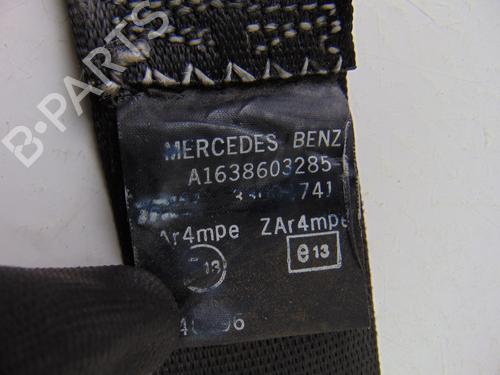 B-PARTS
MERCEDES BENZ
A1638603285
741
Ar4mpe ZAr4mpe
13 e13